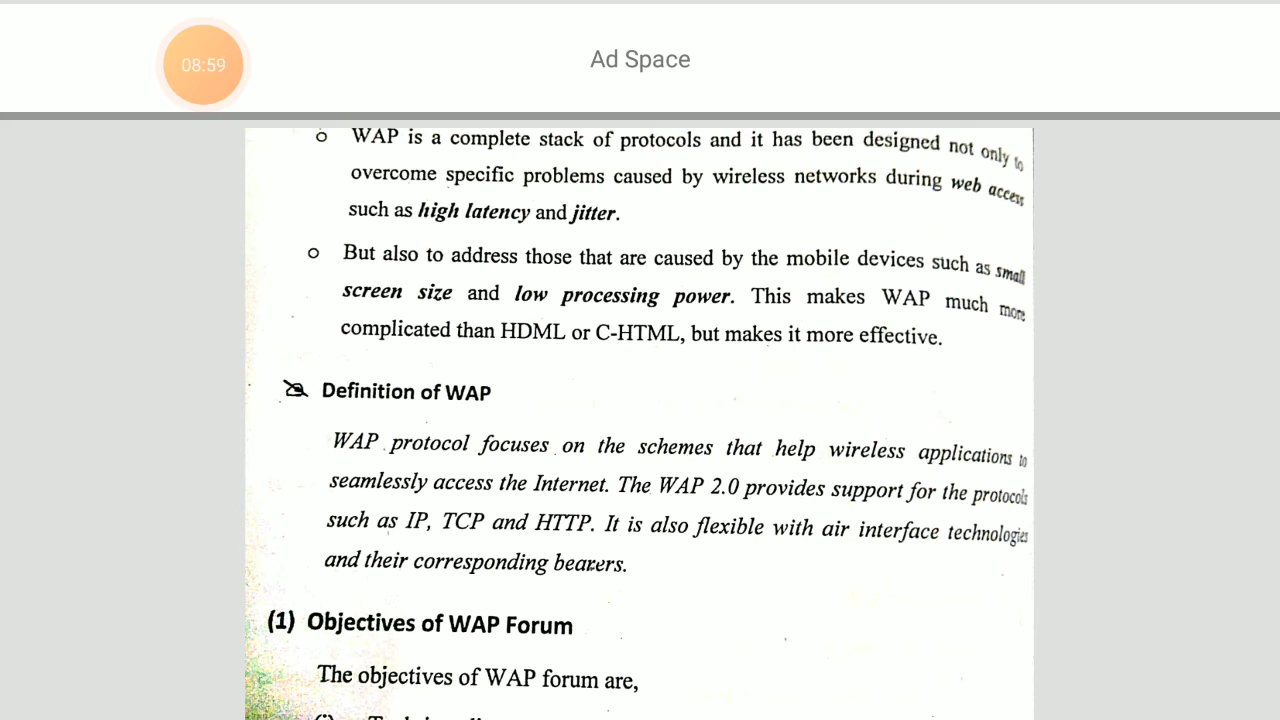 08:59
Ad Space
o WAP is a complete stack of protocols and it has been designed not only to
overcome specific problems caused by wireless networks during web access
such as high latency and jitter.
o But also to address those that are caused by the mobile devices such as small
screen size and low processing power. This makes WAP much more
complicated than HDML or C-HTML, but makes it more effective.
Definition of WAP
WAP protocol focuses on the schemes that help wireless applications to
seamlessly access the Internet. The WAP 2.0 provides support for the protocols
such as IP, TCP and HTTP. It is also flexible with air interface technologies
and their corresponding bearers.
(1) Objectives of WAP Forum
The objectives of WAP forum are,